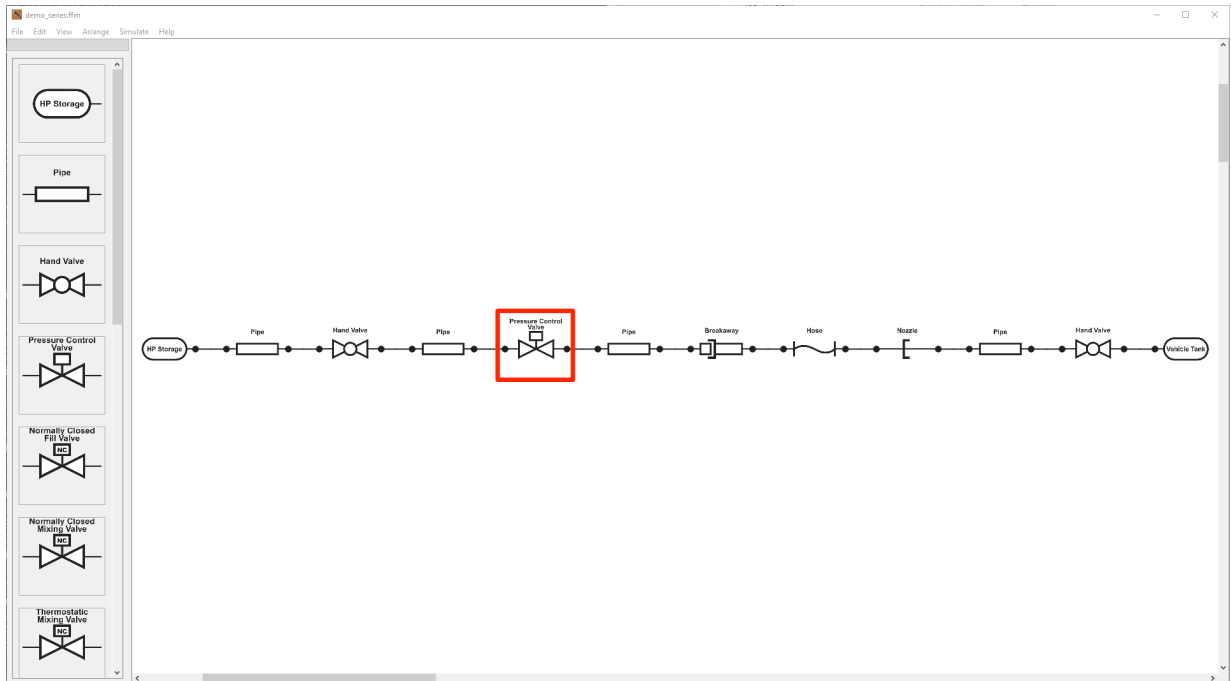 demo_series.ffm
File Edit View Arrange Simulate Help
HP Storage
Pipe
Hand Valve
Pressure Control
Valve
Normally Closed
Fill Valve
NC
Normally Closed
Mixing Valve
NC
Thermostatic
Mixing Valve
NC
HP Storage
Pipe
Hand Valve
Pipe
Pressure Control
Valve
Pipe
Breakaway
Hose
Nozzle
Pipe
Hand Valve
Vehicle Tank